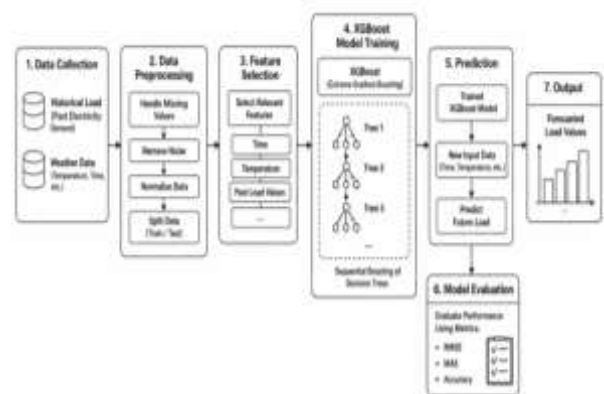 1. Data Collection
Historical Load
(Past Electricity
Demand)
Weather Data
(Temperature, Time,
etc.)
2. Data
Preprocessing
Handle Missing
Values
Remove Noise
Normalize Data
Split Data
(Train / Test)
3. Feature
Selection
Select Relevant
Features
Time
Temperature
Past Load Values
...
4. XGBoost
Model Training
XGBoost
(Extreme Gradient Boosting)
Tree 1
Tree 2
Tree 3
...
Sequential Boosting of
Decision Trees
5. Prediction
Trained
XGBoost Model
New Input Data
(Time, Temperature, etc.)
Predict
Future Load
6. Model Evaluation
Evaluate Performance
Using Metrics:
RMSE
MAE
Accuracy
7. Output
Forecasted
Load Values